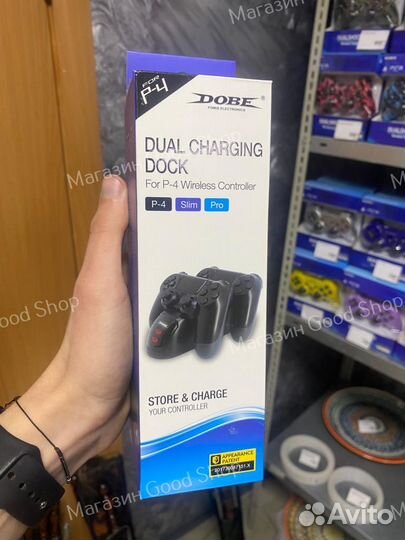 FOR
P-4
DOBE®
POWER ELECTRONICS
DUAL CHARGING
DOCK
For P-4 Wireless Controller
P-4 Slim Pro
STORE & CHARGE
YOUR CONTROLLER
APPEARANCE
PATENT
Магазин Good Shop
Магазин Good Shop
Магазин Good Shop
Магазин Good Shop
Avito